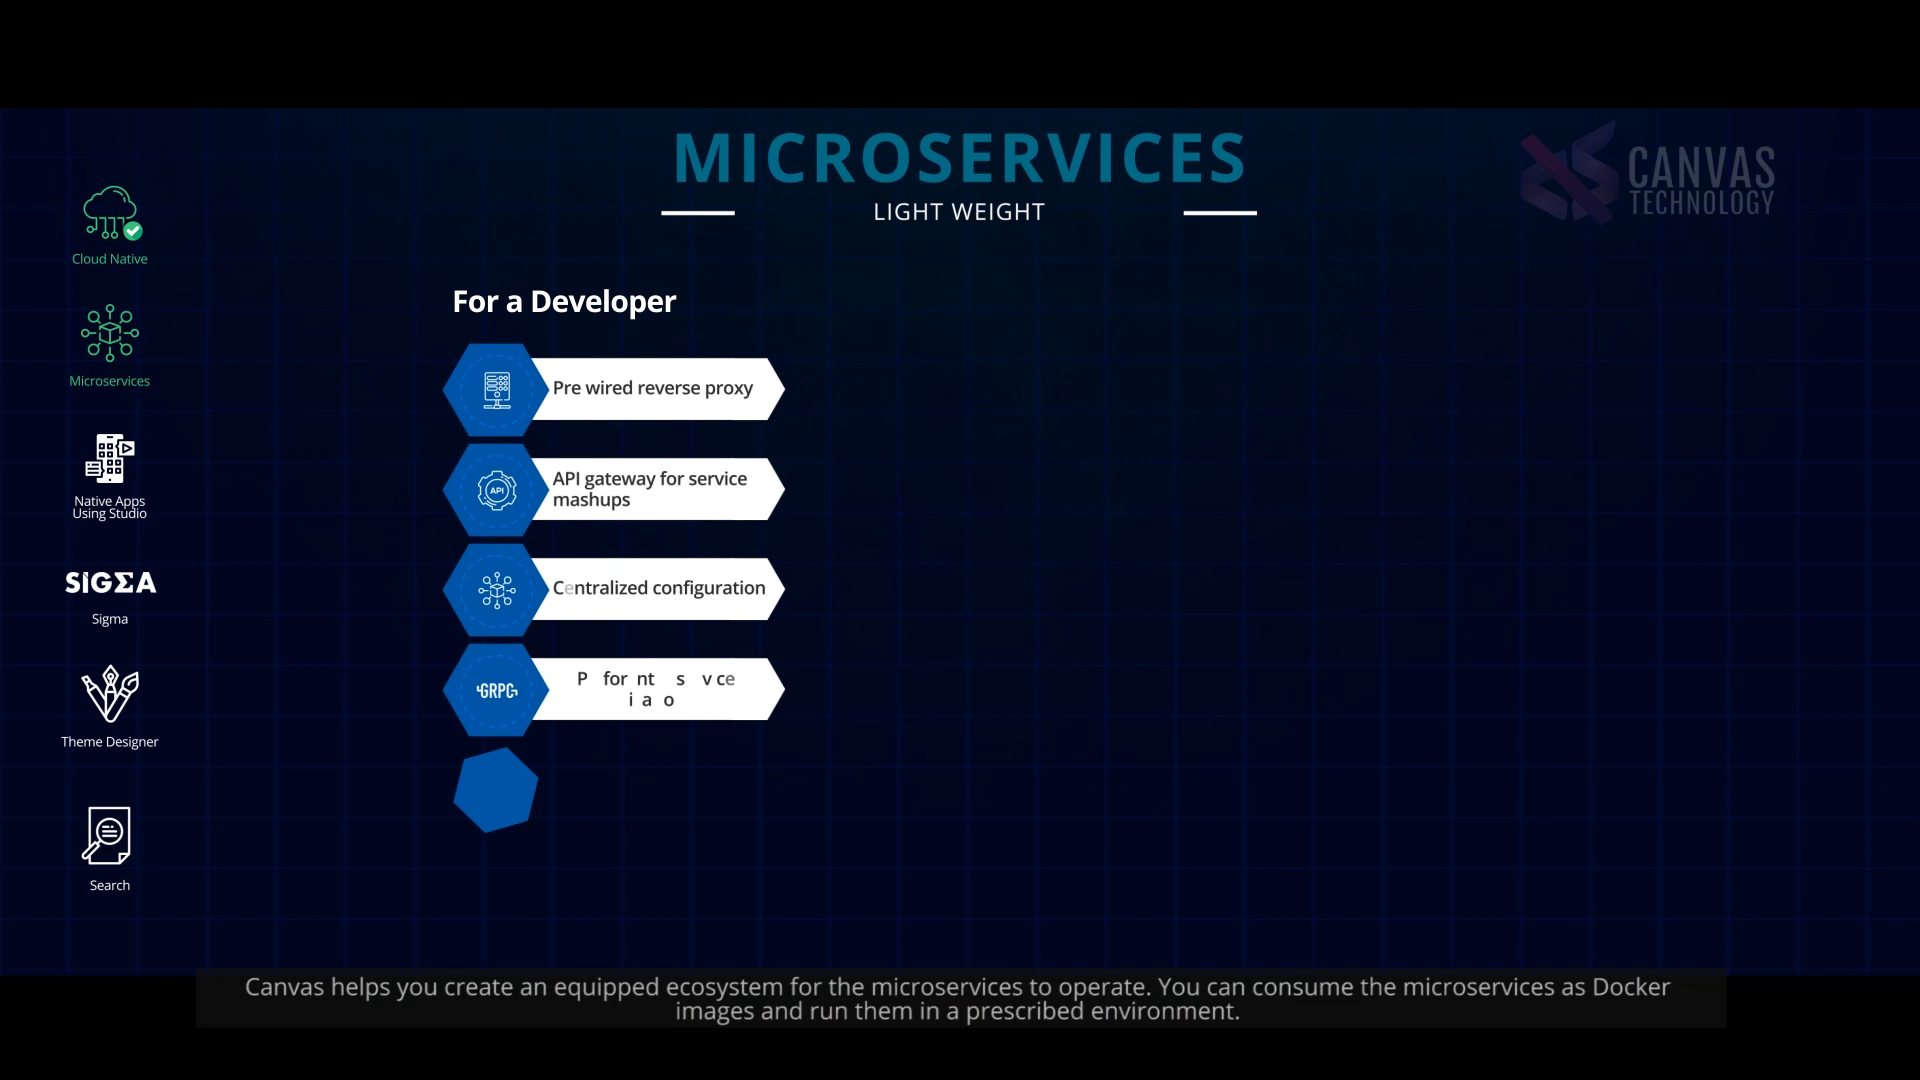 MICROSERVICES
LIGHT WEIGHT
CANVAS
TECHNOLOGY
Cloud Native
Microservices
Native Apps
Using Studio
SIGΣA
Sigma
Theme Designer
Search
For a Developer
Pre wired reverse proxy
API
API gateway for service
mashups
Centralized configuration
GRPC
Canvas helps you create an equipped ecosystem for the microservices to operate. You can consume the microservices as Docker
images and run them in a prescribed environment.